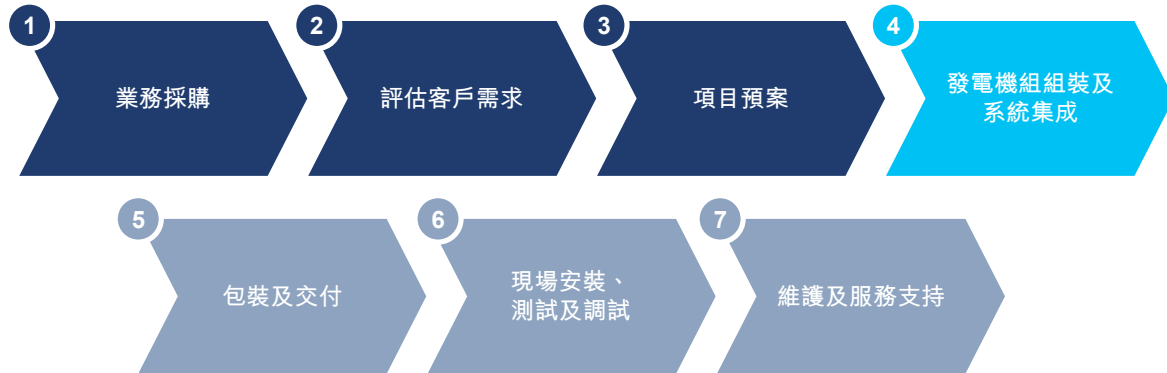 1
業務採購
2
評估客戶需求
3
項目預案
4
發電機組組裝及
系統集成
5
包裝及交付
6
現場安裝、
測試及調試
7
維護及服務支持